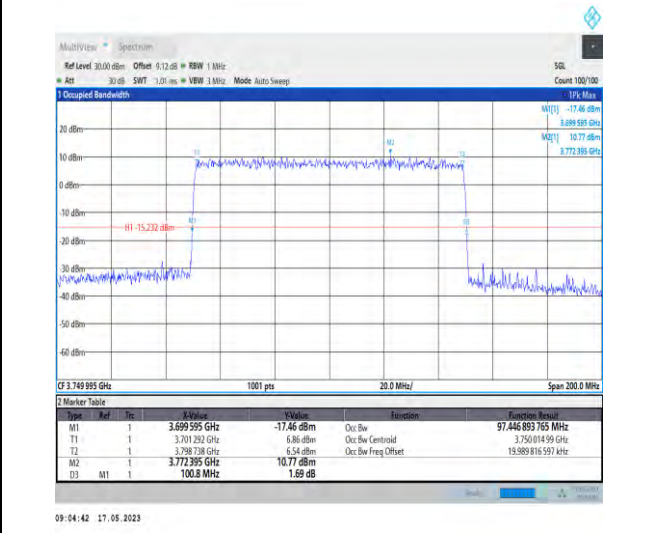 MultiView Spectrum
Ref Level 30.00 dBm Offset 9.12 dB RBW 1 MHz SGL
Att 30 dB SWT 1.01 ms VBW 3 MHz Mode Auto Sweep Count 100/100
1 Occupied Bandwidth 1Pk Max
M1[1] -17.46 dBm
3.699 595 GHz
M2[1] 10.77 dBm
3.772 395 GHz
20 dBm
M2
T1 T2
10 dBm
0 dBm
-10 dBm
M1 D3
H1 -15.232 dBm
-20 dBm
-30 dBm
-40 dBm
-50 dBm
-60 dBm
CF 3.749 995 GHz 1001 pts 20.0 MHz/ Span 200.0 MHz
2 Marker Table
Type Ref Trc X-Value Y-Value Function Function Result
M1 1 3.699 595 GHz -17.46 dBm Occ Bw 97.446 893 765 MHz
T1 1 3.701 292 GHz 6.86 dBm Occ Bw Centroid 3.750 014 99 GHz
T2 1 3.798 738 GHz 6.54 dBm Occ Bw Freq Offset 19.989 816 597 kHz
M2 1 3.772 395 GHz 10.77 dBm
D3 M1 1 100.8 MHz 1.69 dB
09:04:42 17.05.2023